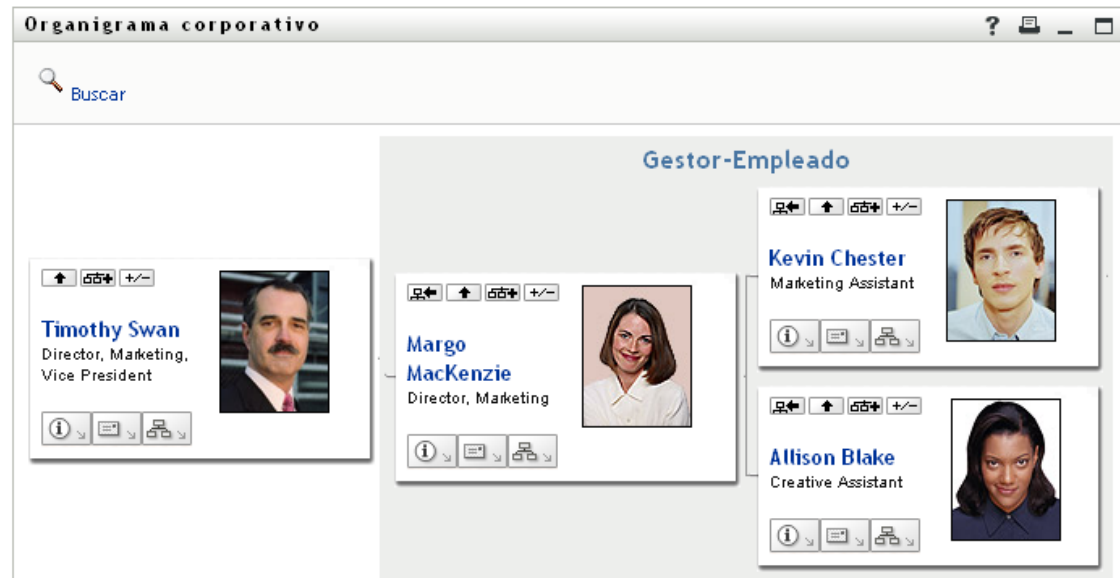 Organigrama corporativo
Buscar
Gestor-Empleado
Timothy Swan
Director, Marketing,
Vice President
Margo
MacKenzie
Director, Marketing
Kevin Chester
Marketing Assistant
Allison Blake
Creative Assistant